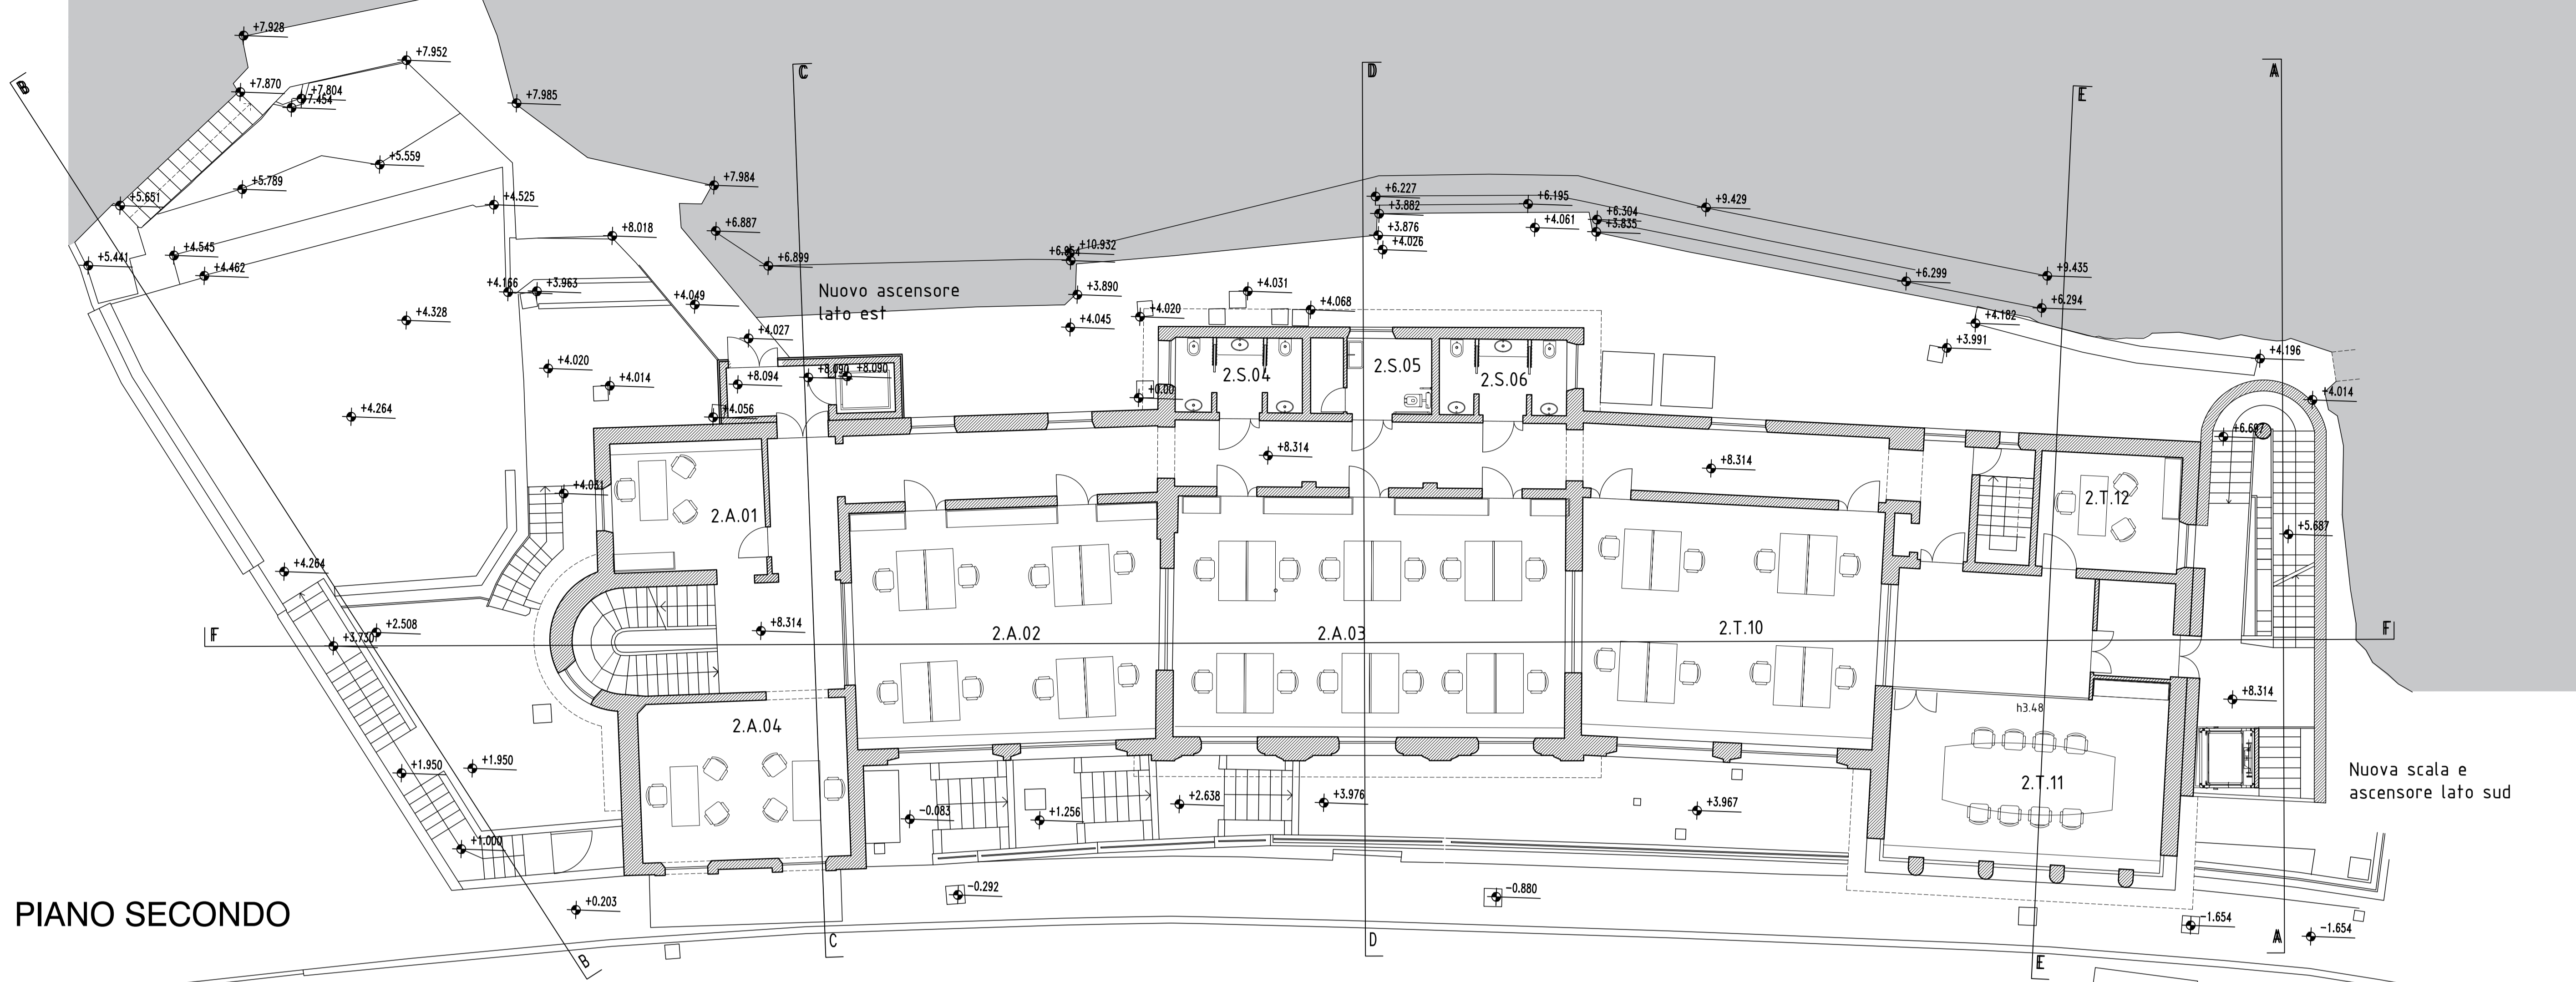 +7.928
+7.952
B
C
D
A
+7.870
+7.804
+7.454
+7.985
E
+5.559
+5.789
+7.984
+6.227
+6.195
+9.429
+5.651
+4.525
+3.882
+6.304
+4.061
+3.835
+8.018
+6.887
+3.876
+4.026
+4.545
+10.932
+5.441
+4.462
+6.899
+9.435
+6.299
+4.166
+3.963
Nuovo ascensore
lato est
+4.049
+3.890
+4.031
+4.068
+6.294
+4.328
+4.020
+4.045
+4.182
+4.027
+3.991
+4.196
+4.020
+4.014
+8.094
+8.090
+8.090
2.S.04
2.S.05
2.S.06
+0.00
+4.014
+4.264
+4.056
+8.314
+8.314
2.T.12
2.A.01
+5.687
+4.264
+2.508
+3.730
F
+8.314
2.A.02
2.A.03
2.T.10
F
+8.314
2.A.04
h3.48
2.T.11
+1.950
+1.950
Nuova scala e
ascensore lato sud
-0.083
+1.256
+2.638
+3.976
+3.967
+1.000
-0.292
-0.880
+0.203
-1.654
-1.654
PIANO SECONDO
B
C
D
E
A